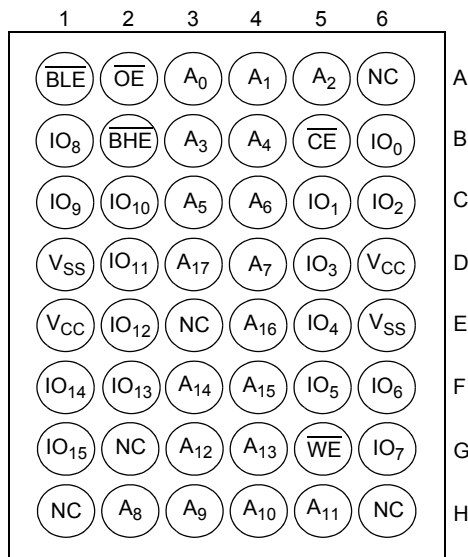 1 2 3 4 5 6
BLE OE A0 A1 A2 NC A
IO8 BHE A3 A4 CE IO0 B
IO9 IO10 A5 A6 IO1 IO2 C
VSS IO11 A17 A7 IO3 VCC D
VCC IO12 NC A16 IO4 VSS E
IO14 IO13 A14 A15 IO5 IO6 F
IO15 NC A12 A13 WE IO7 G
NC A8 A9 A10 A11 NC H